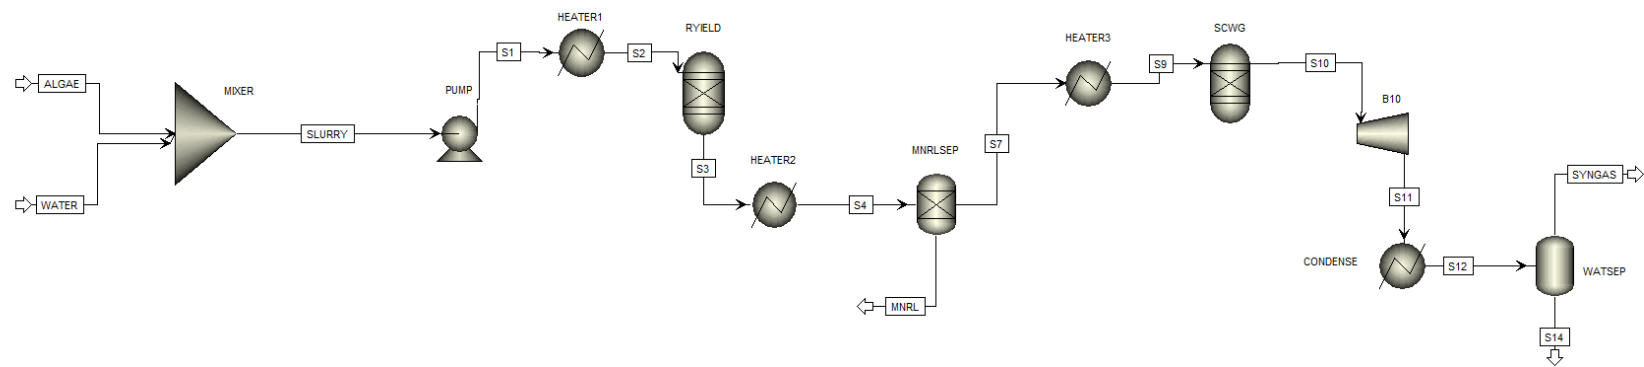 ALGAE
WATER
MIXER
SLURRY
PUMP
S1
HEATER1
S2
RYIELD
S3
HEATER2
S4
MNRLSEP
MNRL
S7
HEATER3
S9
SCWG
S10
B10
S11
CONDENSE
S12
WATSEP
SYNGAS
S14